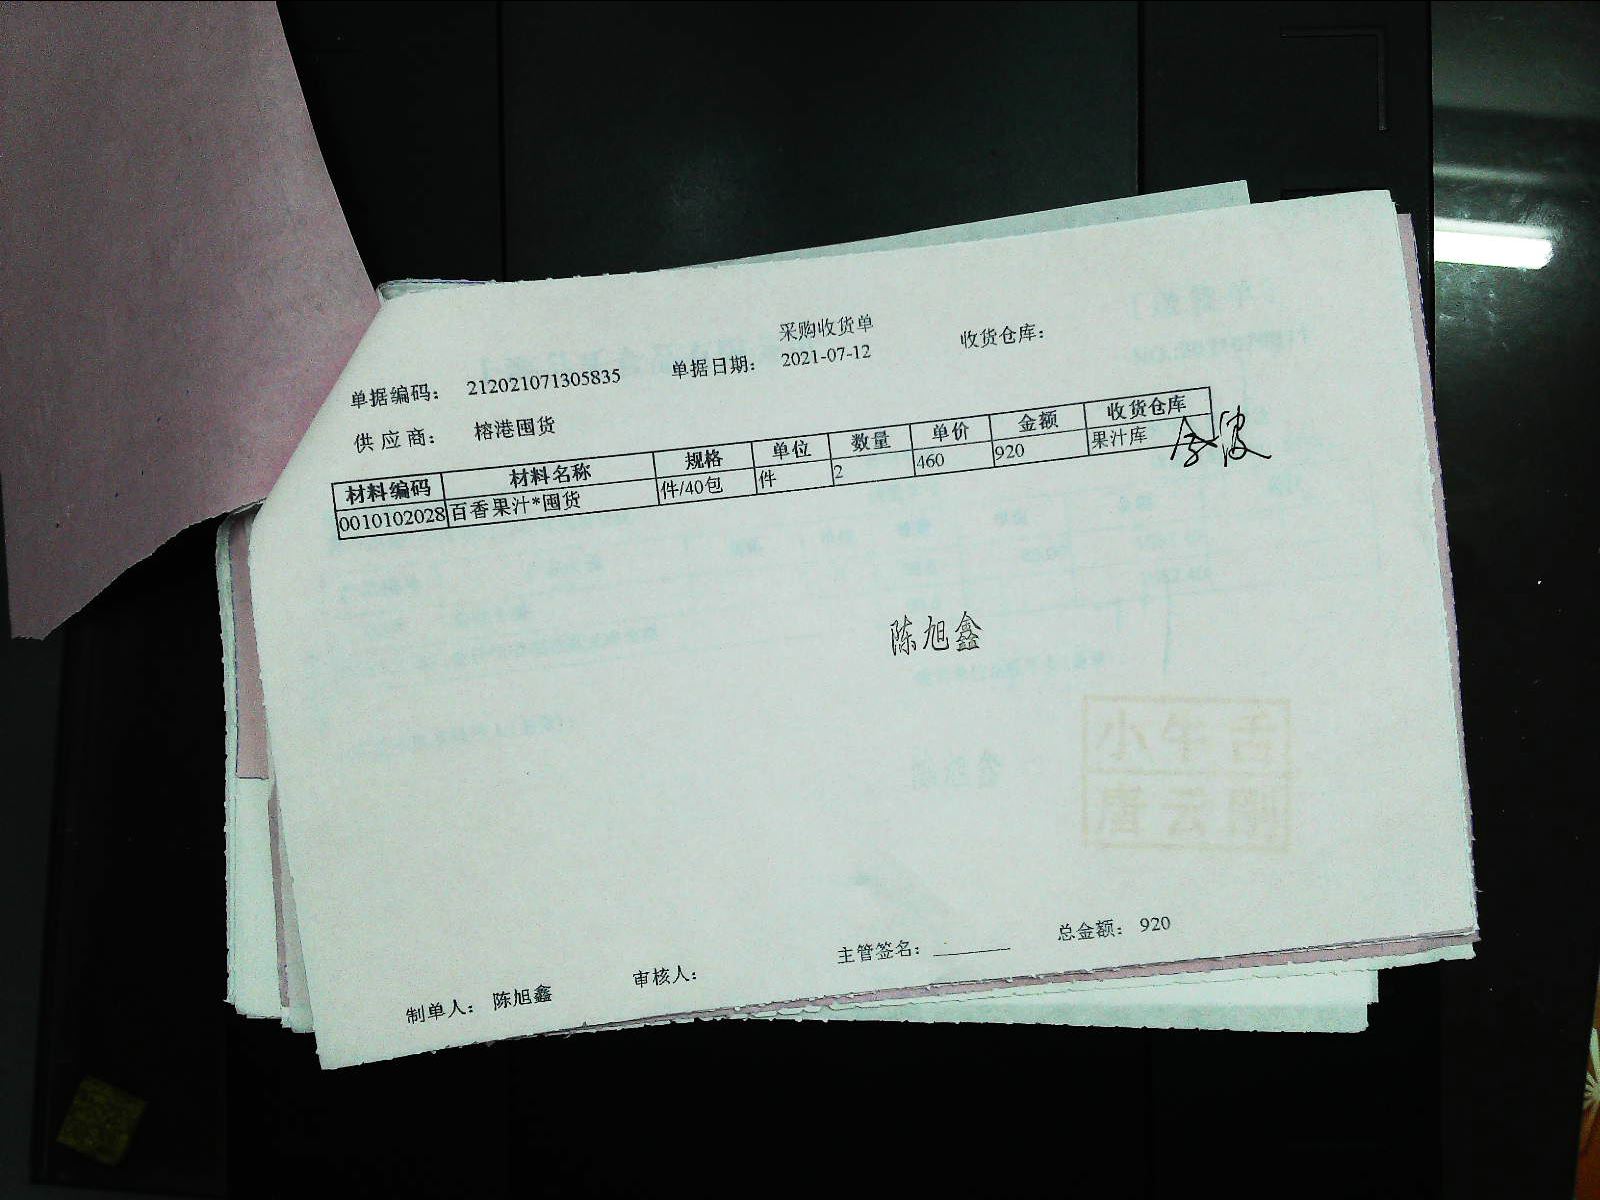 采购收货单
单据编码： 212021071305835 单据日期： 2021-07-12 收货仓库：
供应商： 榕港囤货
材料编码 材料名称 规格 单位 数量 单价 金额 收货仓库
0010102028 百香果汁*囤货 件/40包 件 2 460 920 果汁库
陈旭鑫
小午舌
唐云刚
制单人： 陈旭鑫 审核人： 主管签名： 总金额： 920